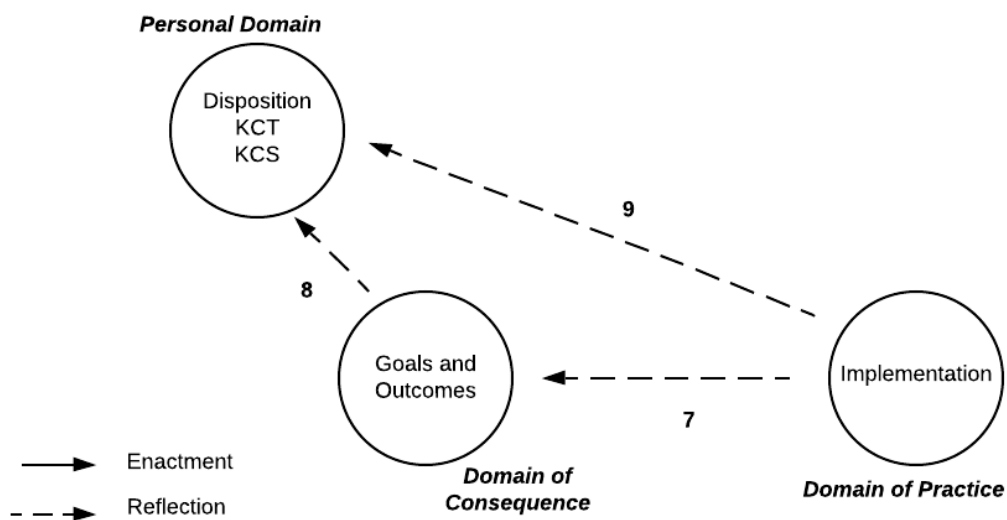 Personal Domain
Disposition
KCT
KCS
9
8
Goals and
Outcomes
Implementation
7
Enactment
Reflection
Domain of
Consequence
Domain of Practice